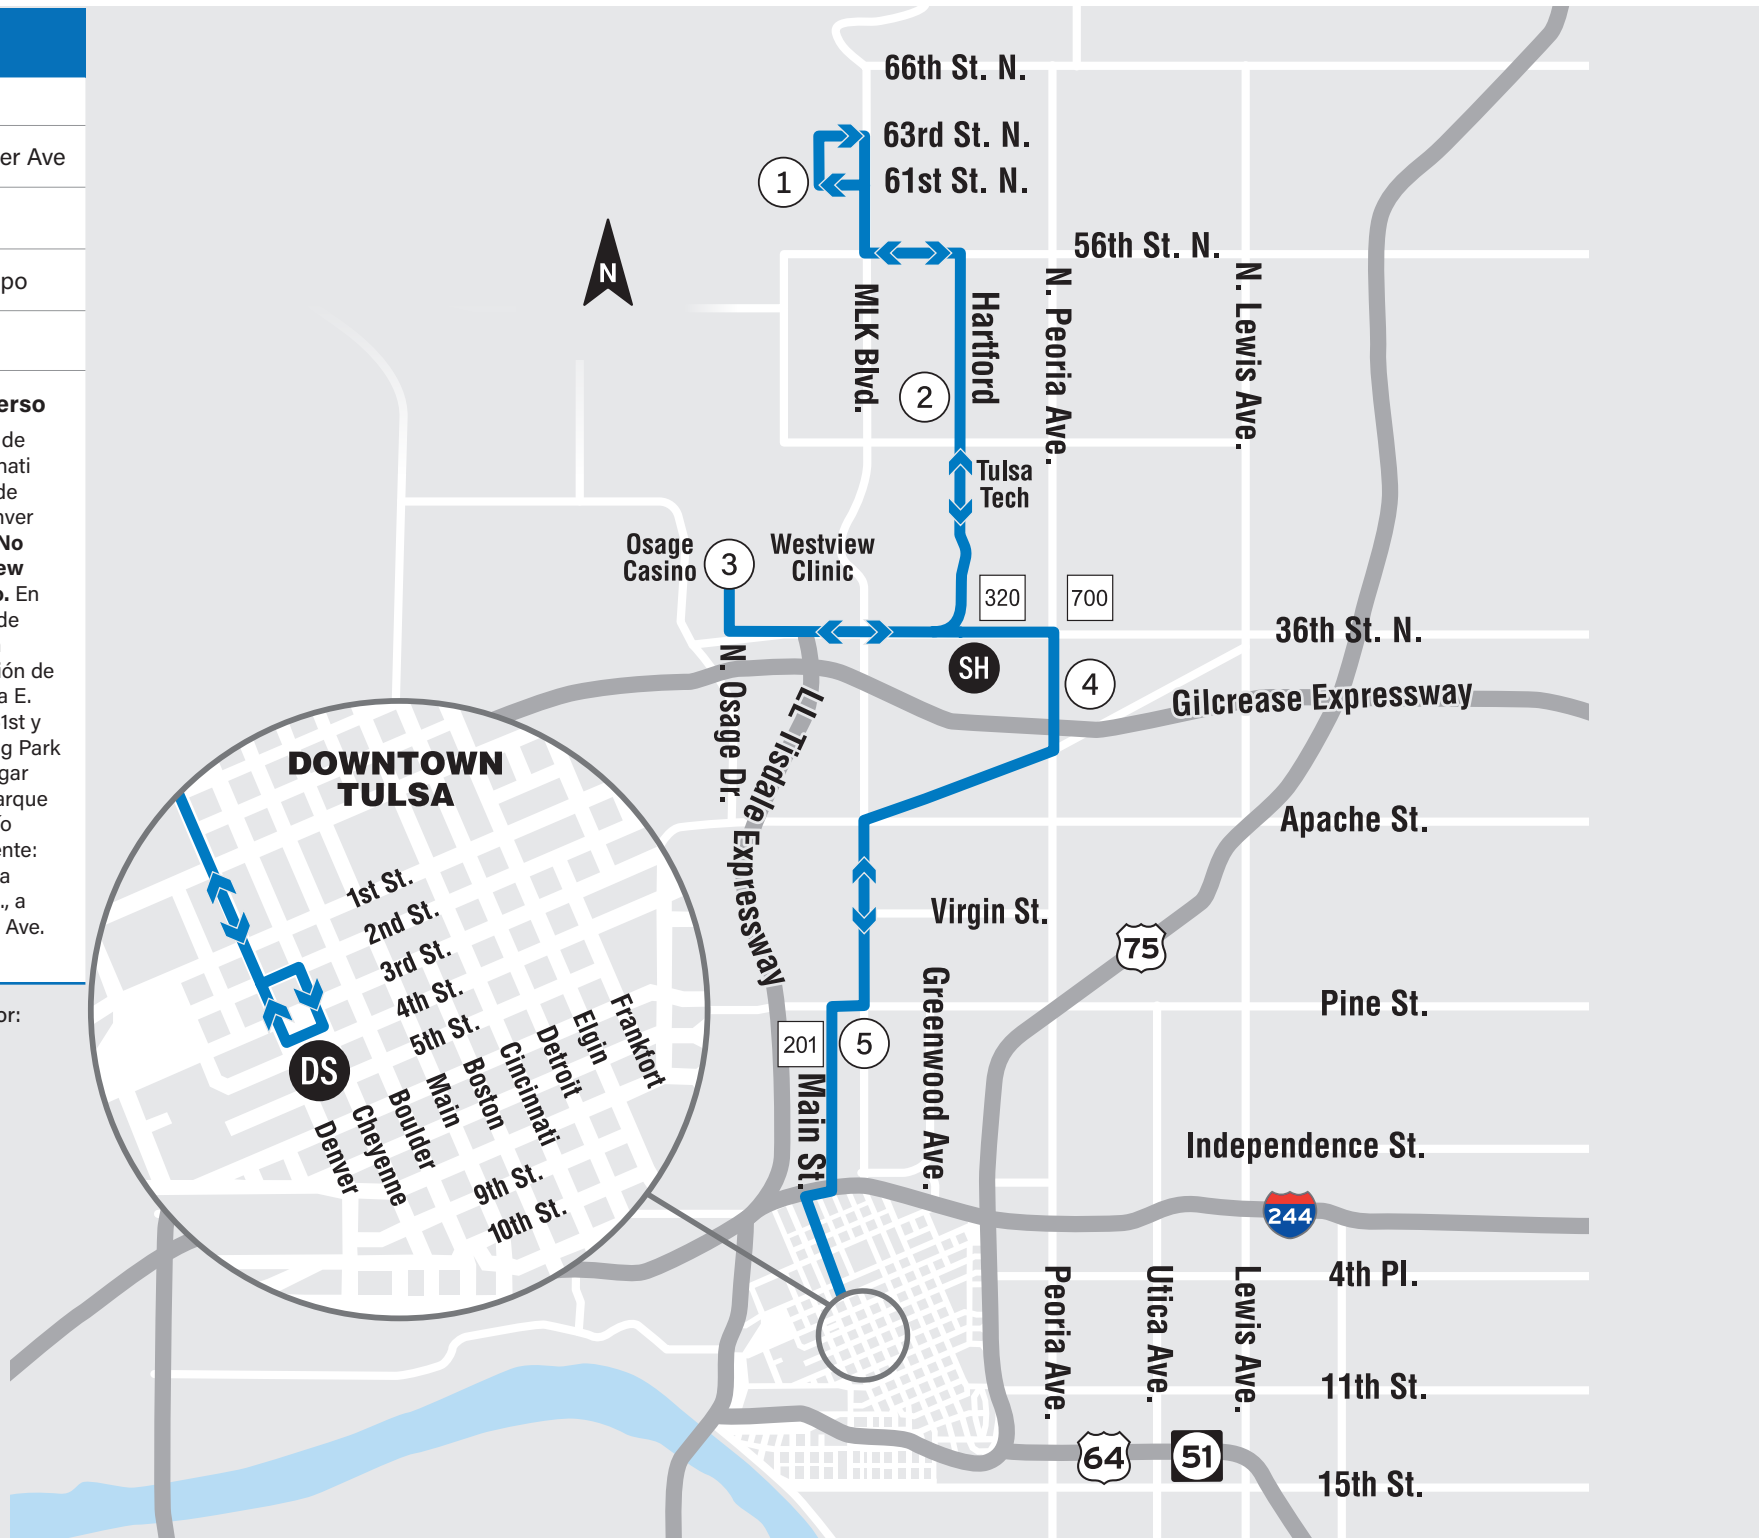 er Ave
po
erso
de
nati
de
nver
No
ew
o. En
de
ión de
a E.
1st y
g Park
gar
arque
ío
ente:
a
., a
Ave.
or:
66th St. N.
63rd St. N.
61st St. N.
1
56th St. N.
N
MLK Blvd.
Hartford
N. Peoria Ave.
N. Lewis Ave.
2
Tulsa
Tech
Osage
Casino
3
Westview
Clinic
320
700
36th St. N.
SH
4
N. Osage Dr.
Gilcrease Expressway
LL Tisdale Expressway
Apache St.
Virgin St.
75
Greenwood Ave.
Pine St.
201
5
Main St.
Independence St.
244
4th Pl.
Peoria Ave.
Utica Ave.
Lewis Ave.
11th St.
64
51
15th St.
DOWNTOWN
TULSA
1st St.
2nd St.
3rd St.
4th St.
5th St.
DS
Denver
Cheyenne
Boulder
Main
Boston
Cincinnati
Detroit
Elgin
Frankfort
9th St.
10th St.